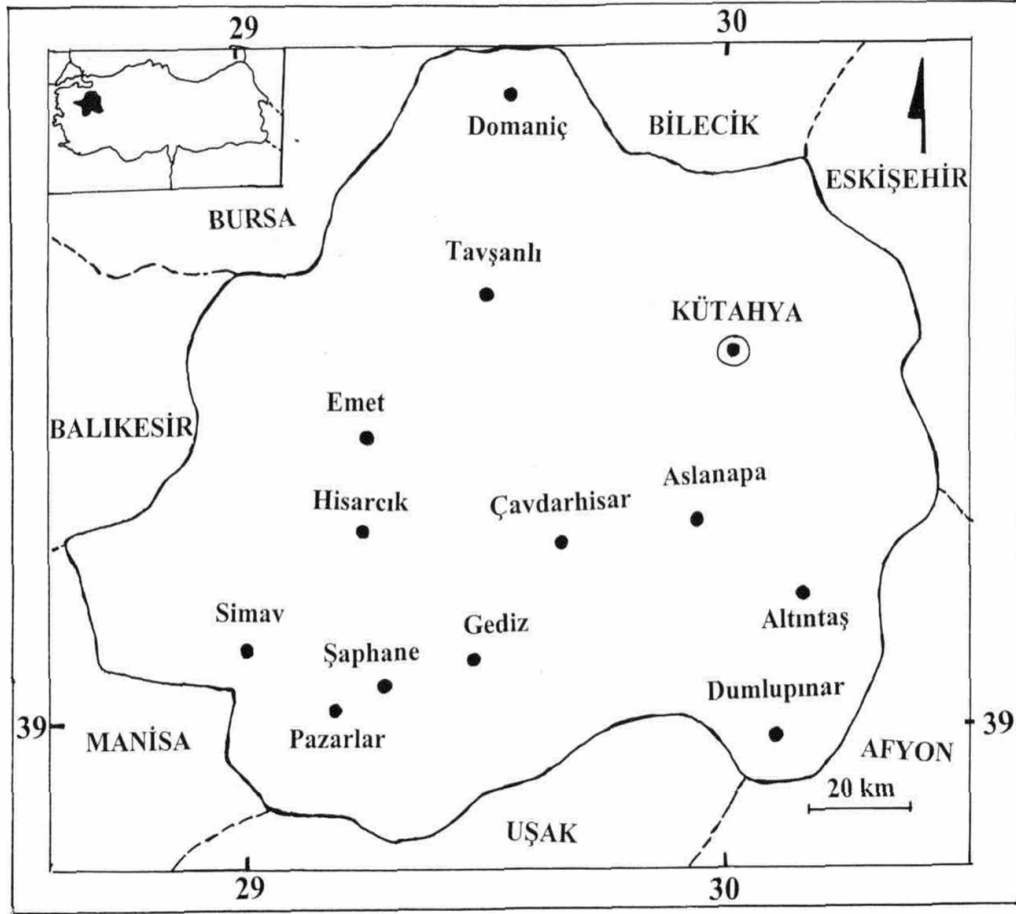 29
30
Domaniç
BİLECİK
ESKİŞEHİR
BURSA
Tavşanlı
KÜTAHYA
Emet
BALIKESİR
Aslanapa
Hisarcık
Çavdarhisar
Simav
Gediz
Altıntaş
Şaphane
Dumlupınar
39
39
MANİSA
Pazarlar
AFYON
20 km
UŞAK
29
30